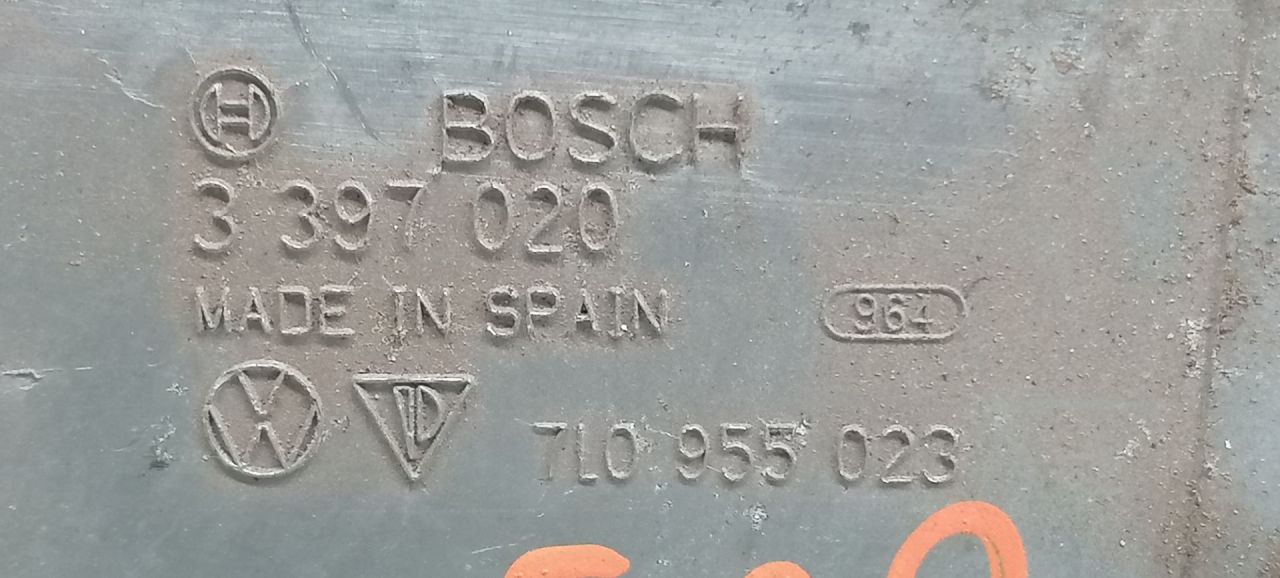 BOSCH
3 397 020
MADE IN SPAIN
964
7L0 955 023